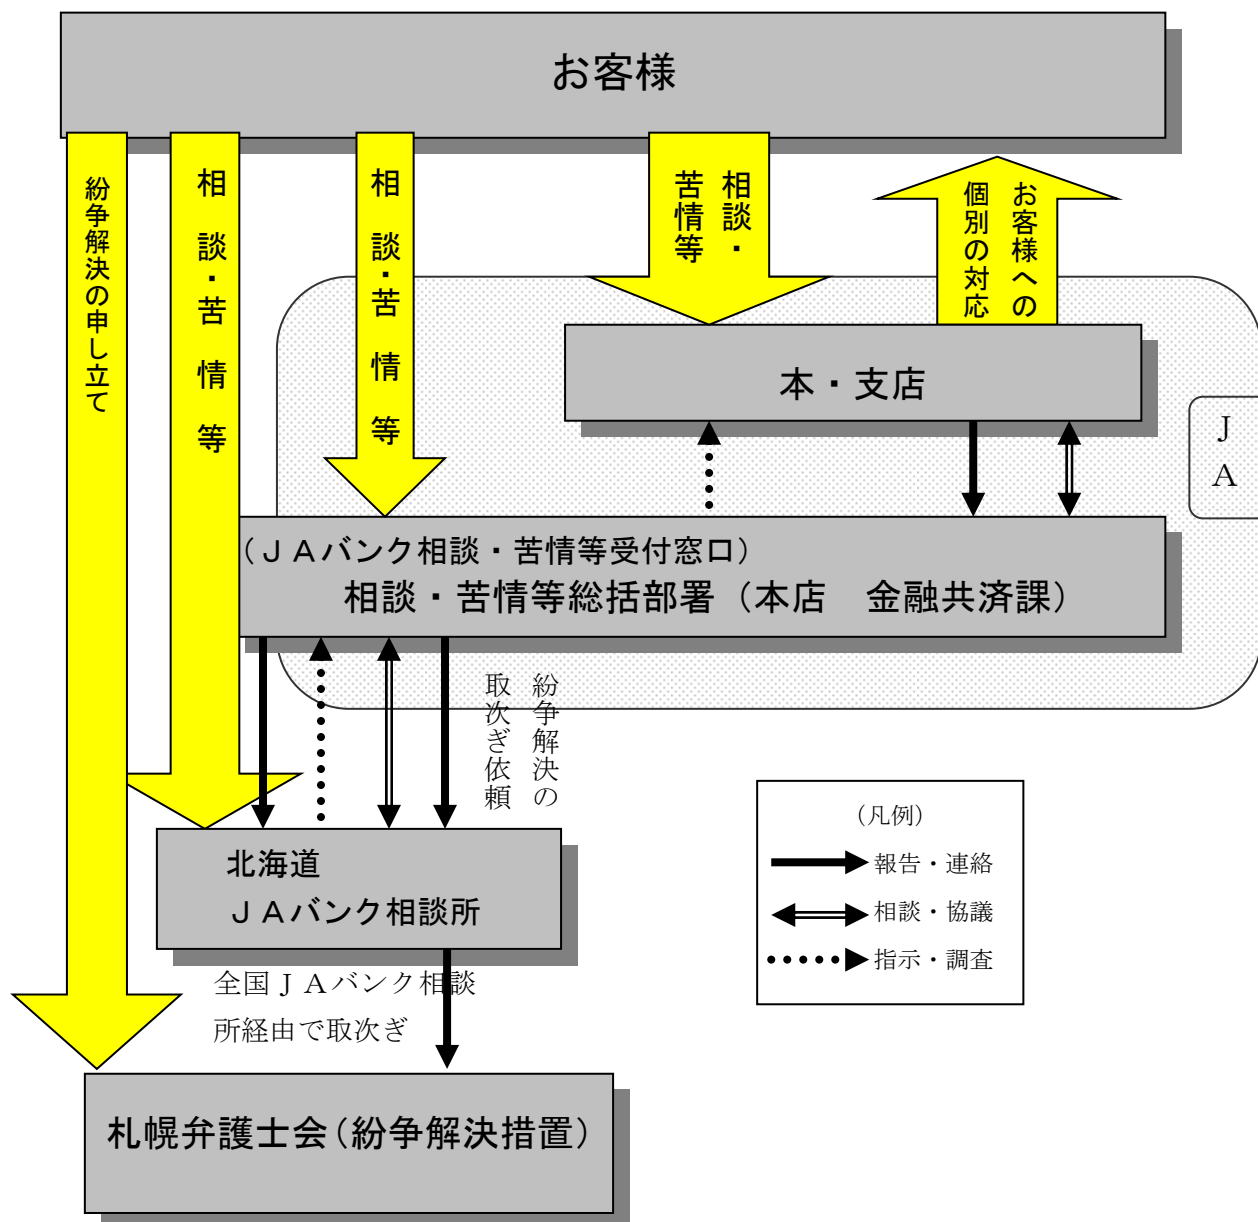 お客様
紛争解決の申し立て
相談・苦情等
相談・苦情等
相談・
苦情等
お客様への
個別の対応
本・支店
ＪＡ
（ＪＡバンク相談・苦情等受付窓口）
相談・苦情等総括部署（本店　金融共済課）
紛争解決の
取次ぎ依頼
（凡例）
報告・連絡
相談・協議
指示・調査
北海道
ＪＡバンク相談所
全国ＪＡバンク相談
所経由で取次ぎ
札幌弁護士会（紛争解決措置）